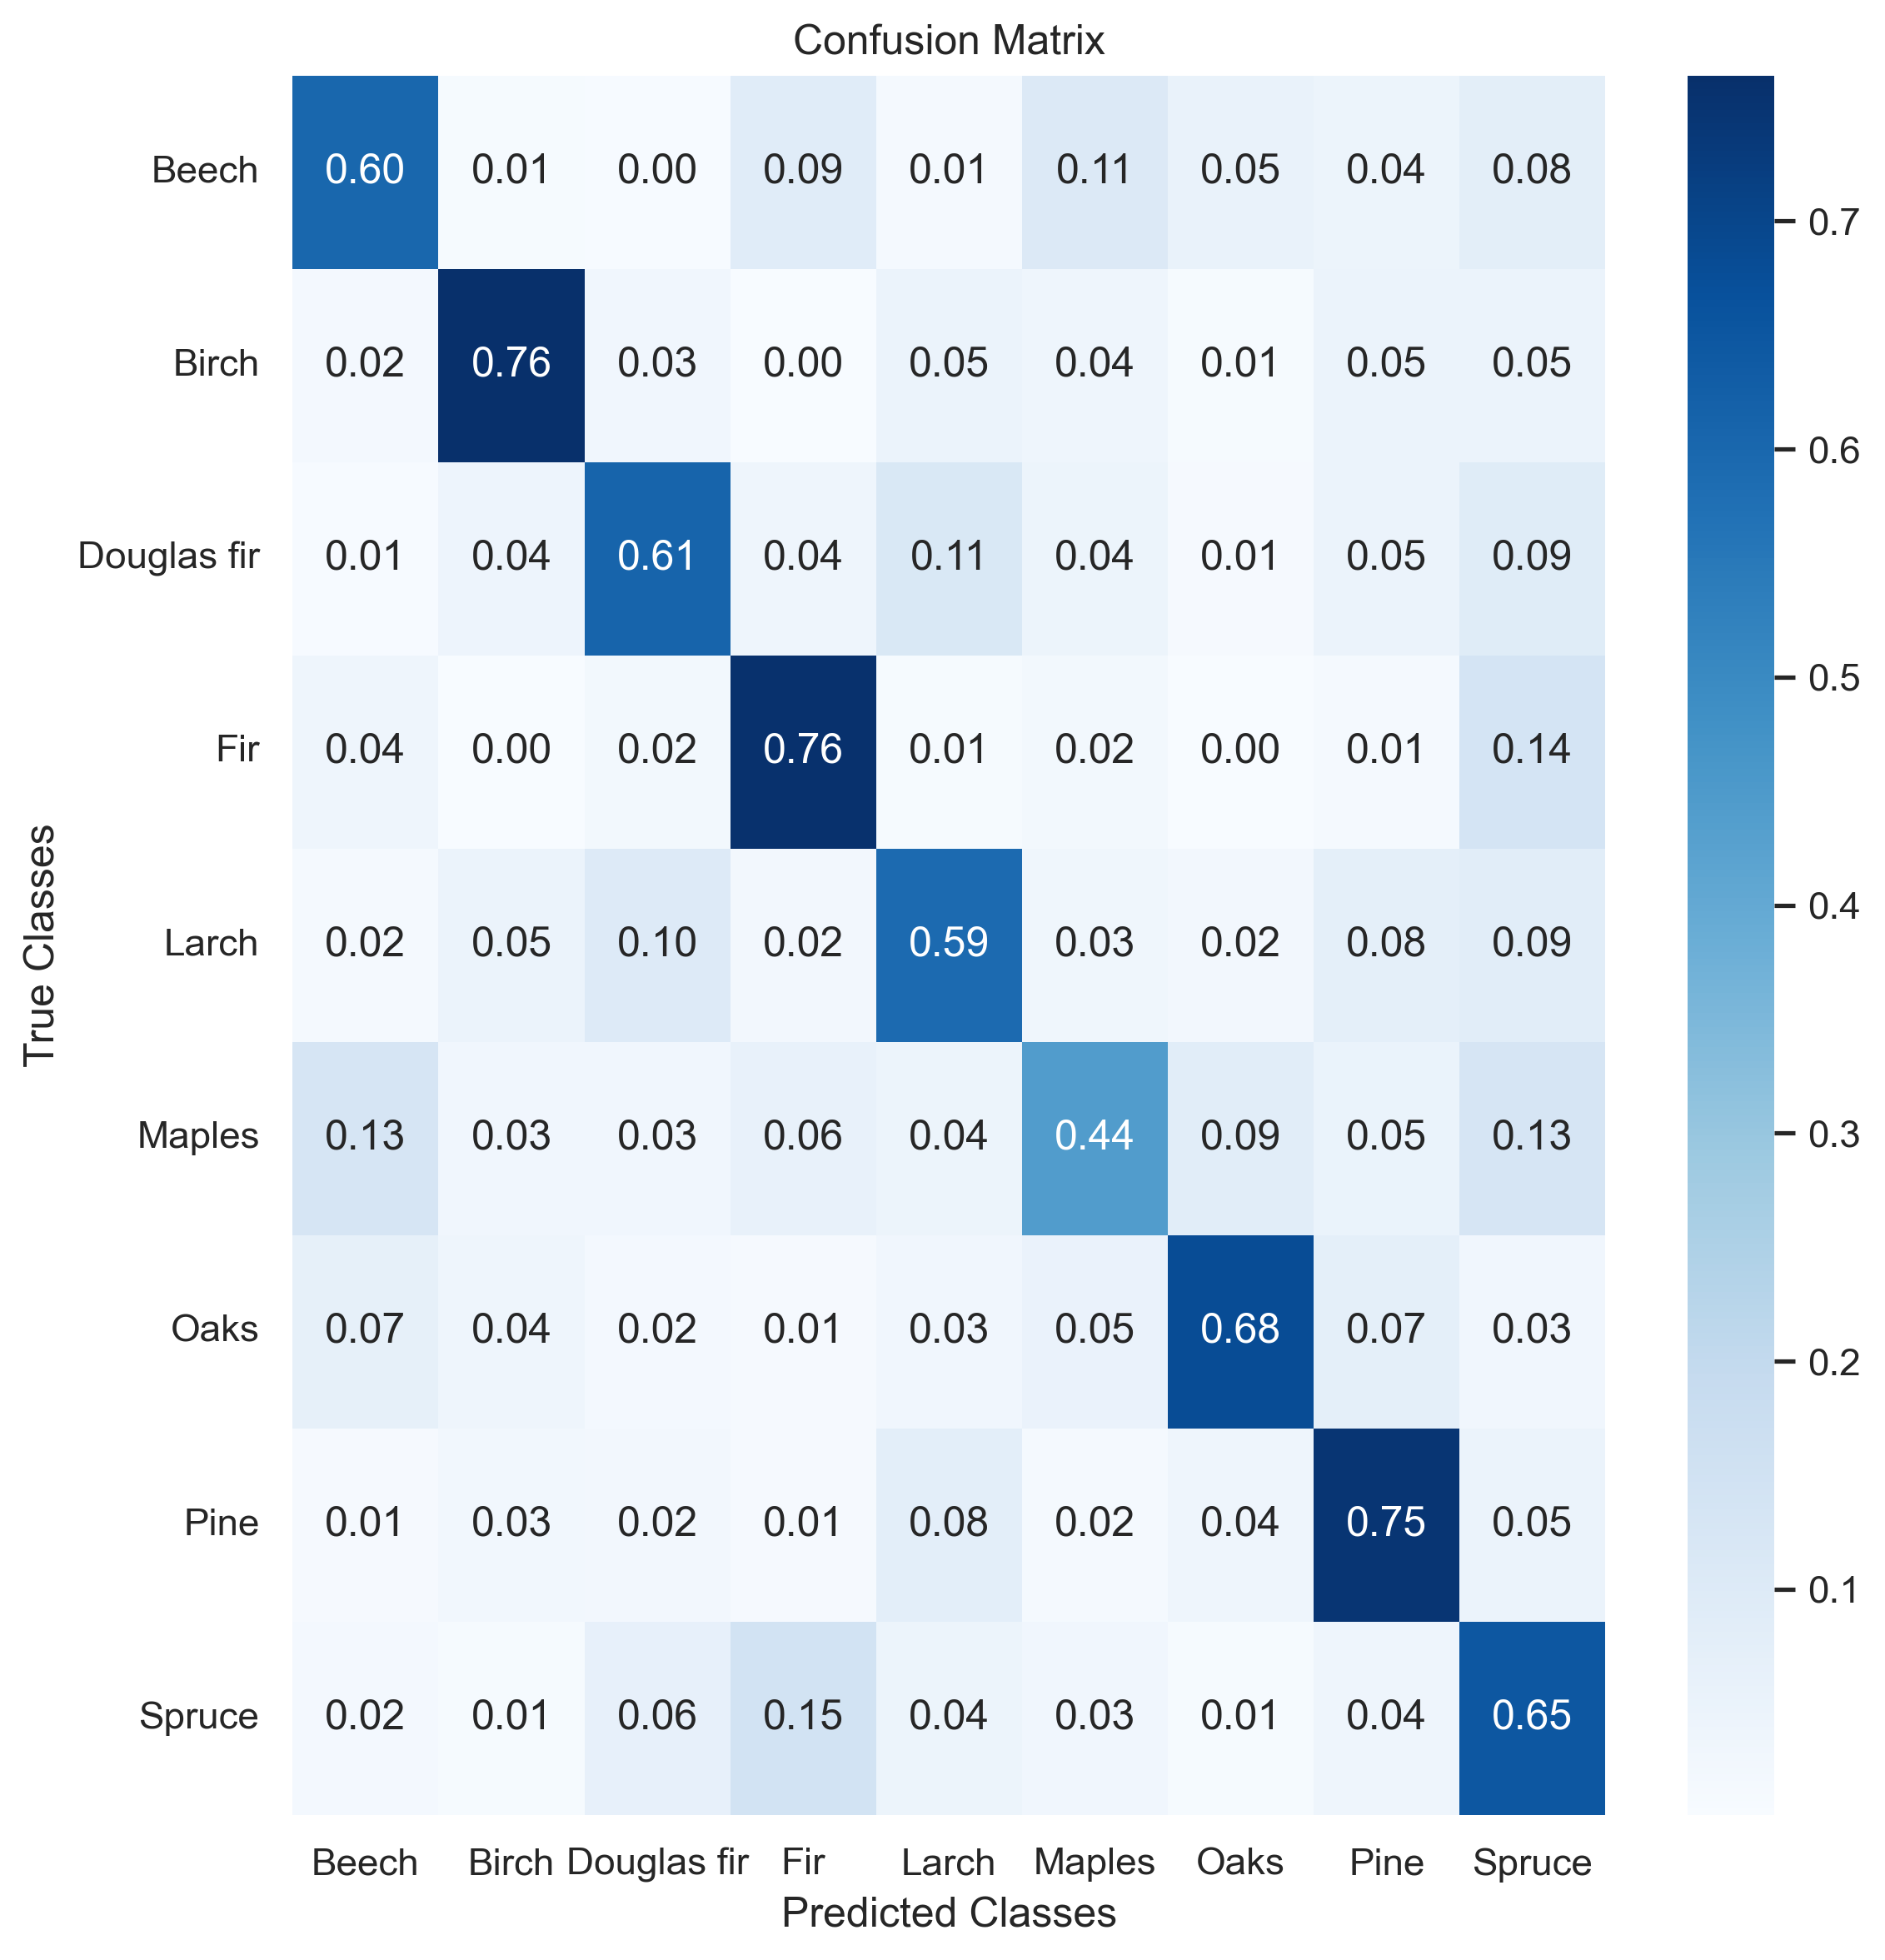 Confusion Matrix
Beech 0.60 0.01 0.00 0.09 0.01 0.11 0.05 0.04 0.08
Birch 0.02 0.76 0.03 0.00 0.05 0.04 0.01 0.05 0.05
Douglas fir 0.01 0.04 0.61 0.04 0.11 0.04 0.01 0.05 0.09
Fir 0.04 0.00 0.02 0.76 0.01 0.02 0.00 0.01 0.14
Larch 0.02 0.05 0.10 0.02 0.59 0.03 0.02 0.08 0.09
Maples 0.13 0.03 0.03 0.06 0.04 0.44 0.09 0.05 0.13
Oaks 0.07 0.04 0.02 0.01 0.03 0.05 0.68 0.07 0.03
Pine 0.01 0.03 0.02 0.01 0.08 0.02 0.04 0.75 0.05
Spruce 0.02 0.01 0.06 0.15 0.04 0.03 0.01 0.04 0.65
Beech Birch Douglas fir Fir Larch Maples Oaks Pine Spruce
Predicted Classes
True Classes
0.7
0.6
0.5
0.4
0.3
0.2
0.1